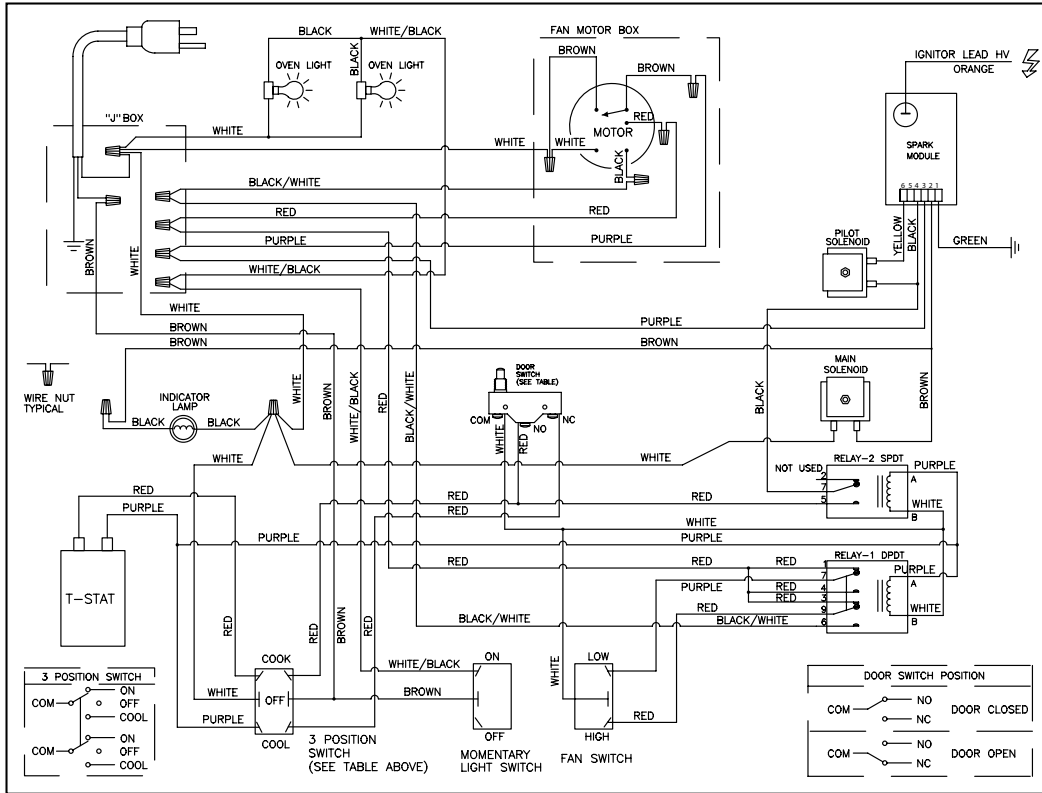 BLACK
WHITE/BLACK
FAN MOTOR BOX
BROWN
BLACK
OVEN LIGHT
OVEN LIGHT
BROWN
IGNITOR LEAD HV
ORANGE
"J" BOX
WHITE
RED
MOTOR
WHITE
WHITE
BLACK
SPARK
MODULE
6 5 4 3 2 1
BLACK/WHITE
RED
RED
PURPLE
PURPLE
WHITE/BLACK
BROWN
WHITE
PILOT
SOLENOID
YELLOW
BLACK
GREEN
WHITE
PURPLE
BROWN
BROWN
BROWN
WIRE NUT
TYPICAL
INDICATOR
LAMP
BLACK
BLACK
WHITE
BROWN
WHITE/BLACK
RED
BLACK/WHITE
DOOR
SWITCH
(SEE TABLE)
COM
NO
NC
WHITE
RED
MAIN
SOLENOID
BLACK
BROWN
WHITE
WHITE
RELAY-2 SPDT
NOT USED
2
7
5
PURPLE
A
WHITE
B
RED
PURPLE
RED
RED
RED
WHITE
PURPLE
PURPLE
T-STAT
RELAY-1 DPDT
RED
RED
RED
PURPLE
RED
RED
RED
BLACK/WHITE
BLACK/WHITE
1
7
4
3
9
6
PURPLE
A
WHITE
B
RED
RED
BROWN
RED
WHITE
3 POSITION SWITCH
COM
ON
OFF
COOL
COM
ON
OFF
COOL
WHITE
PURPLE
COOK
OFF
COOL
3 POSITION
SWITCH
(SEE TABLE ABOVE)
WHITE/BLACK
BROWN
ON
OFF
MOMENTARY
LIGHT SWITCH
LOW
HIGH
FAN SWITCH
RED
DOOR SWITCH POSITION
COM
NO
NC
DOOR CLOSED
COM
NO
NC
DOOR OPEN